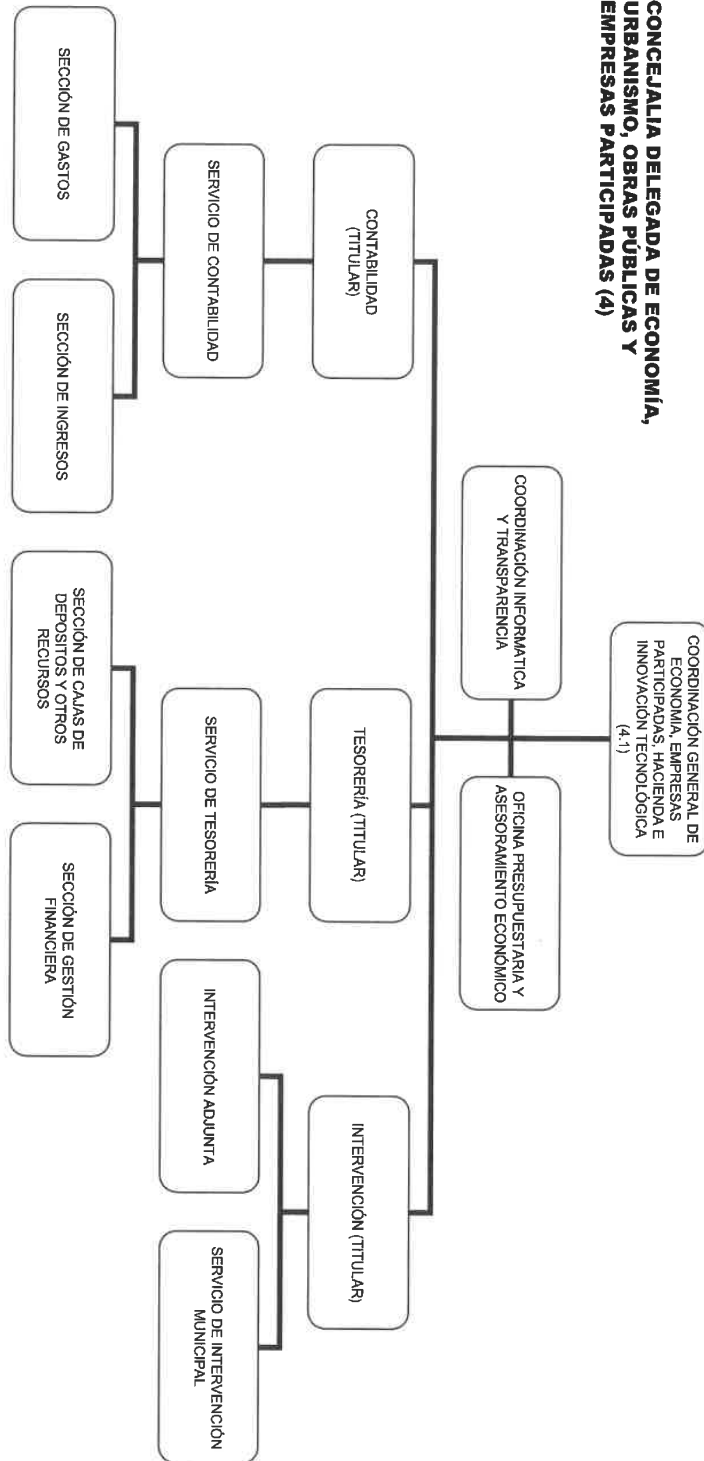 CONCEJALIA DELEGADA DE ECONOMÍA,
URBANISMO, OBRAS PÚBLICAS Y
EMPRESAS PARTICIPADAS (4)
COORDINACIÓN GENERAL DE
ECONOMIA, EMPRESAS
PARTICIPADAS, HACIENDA E
INNOVACIÓN TECNOLÓGICA
(4.1)
COORDINACIÓN INFORMATICA
Y TRANSPARENCIA
OFICINA PRESUPUESTARIA Y
ASESORAMIENTO ECONÓMICO
CONTABILIDAD
(TITULAR)
TESORERÍA (TITULAR)
INTERVENCIÓN (TITULAR)
SERVICIO DE CONTABILIDAD
SERVICIO DE TESORERÍA
INTERVENCIÓN ADJUNTA
SERVICIO DE INTERVENCIÓN
MUNICIPAL
SECCIÓN DE GASTOS
SECCIÓN DE INGRESOS
SECCIÓN DE CAJAS DE
DEPOSITOS Y OTROS
RECURSOS
SECCIÓN DE GESTIÓN
FINANCIERA